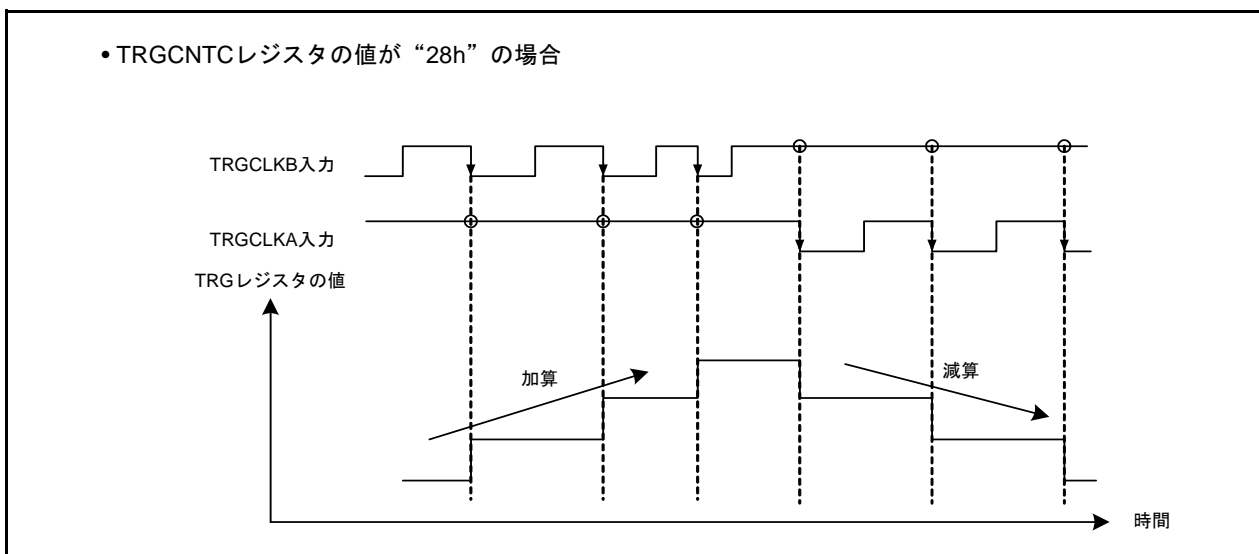 • TRGCNTCレジスタの値が“28h”の場合
TRGCLKB入力
TRGCLKA入力
TRGレジスタの値
加算
減算
時間